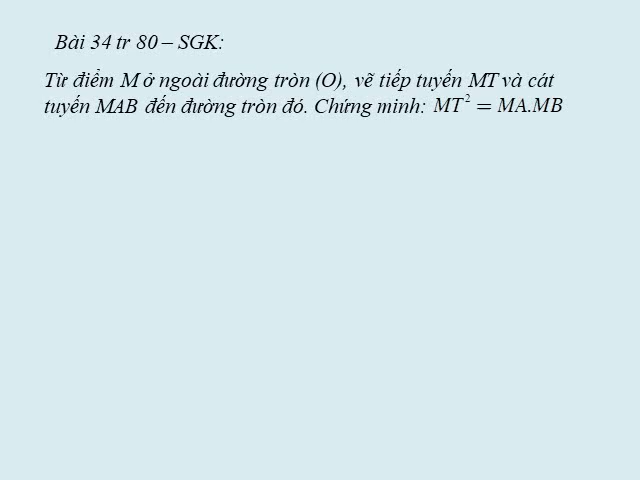 Bài 34 tr 80 – SGK:
Từ điểm M ở ngoài đường tròn (O), vẽ tiếp tuyến MT và cát
tuyến MAB đến đường tròn đó. Chứng minh: MT² = MA.MB